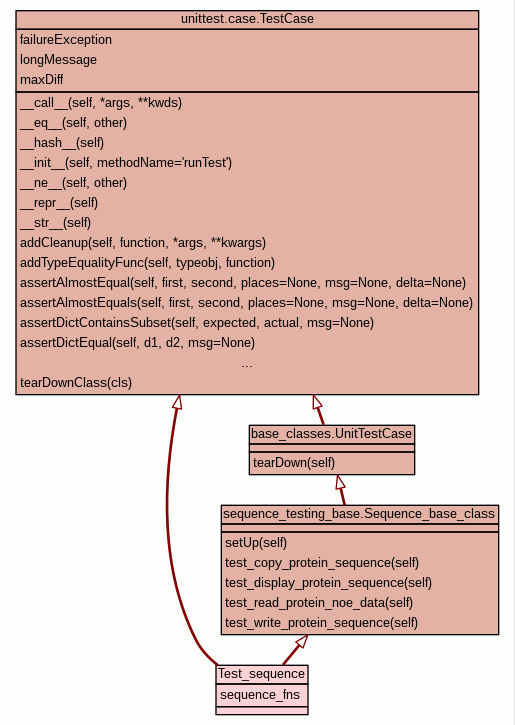 unittest.case.TestCase
failureException
longMessage
maxDiff
__call__(self, *args, **kwds)
__eq__(self, other)
__hash__(self)
__init__(self, methodName='runTest')
__ne__(self, other)
__repr__(self)
__str__(self)
addCleanup(self, function, *args, **kwargs)
addTypeEqualityFunc(self, typeobj, function)
assertAlmostEqual(self, first, second, places=None, msg=None, delta=None)
assertAlmostEquals(self, first, second, places=None, msg=None, delta=None)
assertDictContainsSubset(self, expected, actual, msg=None)
assertDictEqual(self, d1, d2, msg=None)
...
tearDownClass(cls)
base_classes.UnitTestCase
tearDown(self)
sequence_testing_base.Sequence_base_class
setUp(self)
test_copy_protein_sequence(self)
test_display_protein_sequence(self)
test_read_protein_noe_data(self)
test_write_protein_sequence(self)
Test_sequence
sequence_fns